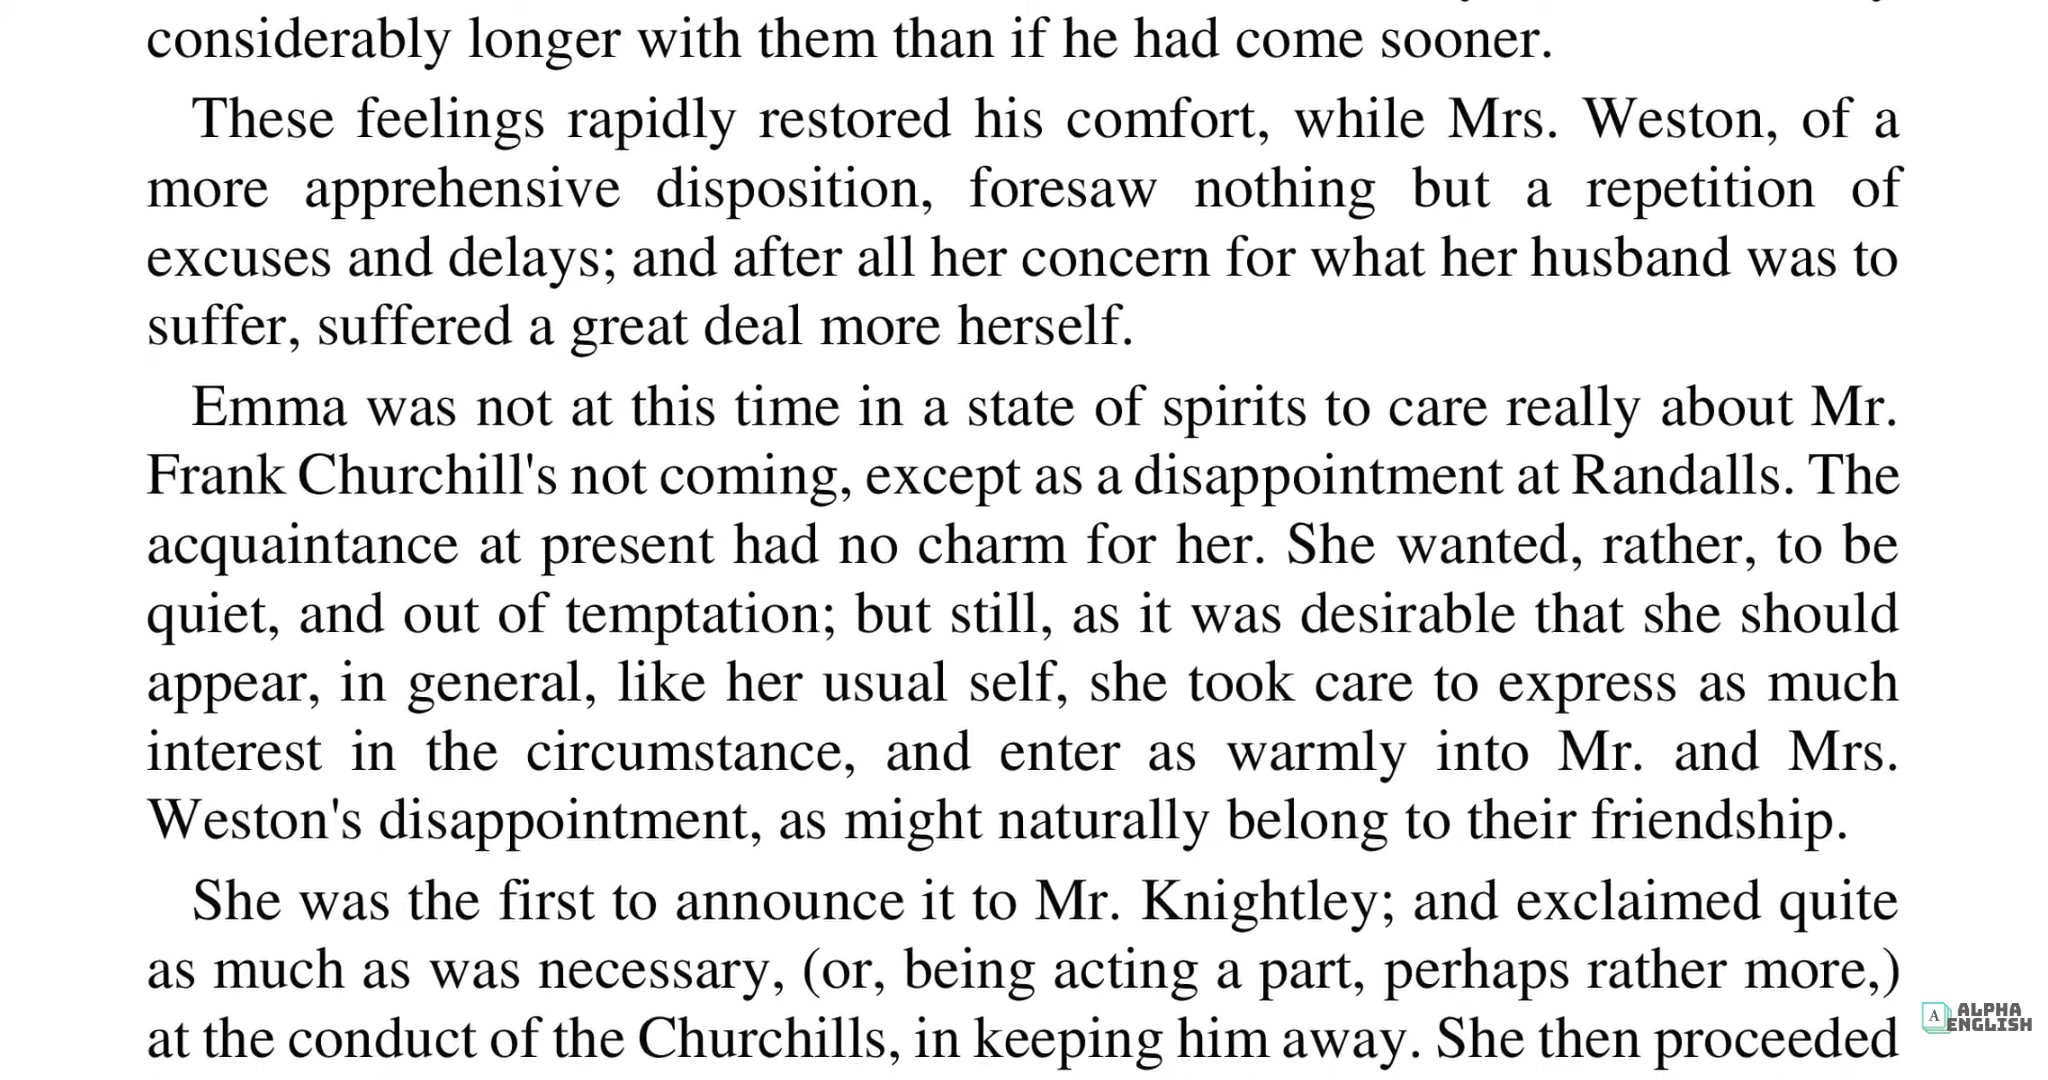 considerably longer with them than if he had come sooner.
These feelings rapidly restored his comfort, while Mrs. Weston, of a
more apprehensive disposition, foresaw nothing but a repetition of
excuses and delays; and after all her concern for what her husband was to
suffer, suffered a great deal more herself.
Emma was not at this time in a state of spirits to care really about Mr.
Frank Churchill's not coming, except as a disappointment at Randalls. The
acquaintance at present had no charm for her. She wanted, rather, to be
quiet, and out of temptation; but still, as it was desirable that she should
appear, in general, like her usual self, she took care to express as much
interest in the circumstance, and enter as warmly into Mr. and Mrs.
Weston's disappointment, as might naturally belong to their friendship.
She was the first to announce it to Mr. Knightley; and exclaimed quite
as much as was necessary, (or, being acting a part, perhaps rather more,)
at the conduct of the Churchills, in keeping him away. She then proceeded
A ALPHA
ENGLISH